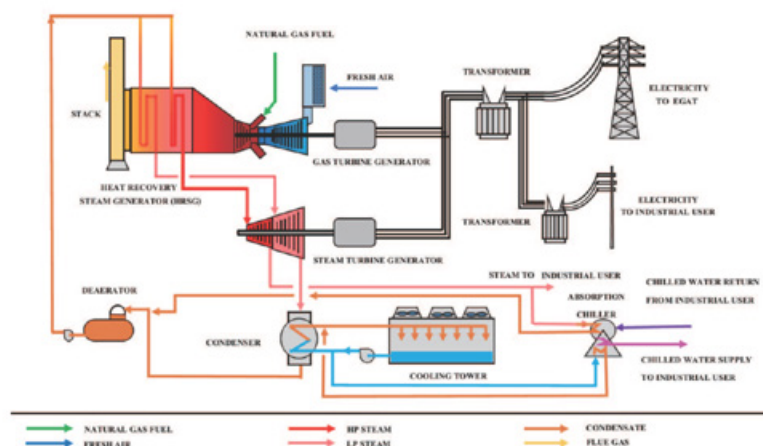 NATURAL GAS FUEL
FRESH AIR
TRANSFORMER
STACK
ELECTRICITY
TO EGAT
GAS TURBINE GENERATOR
HEAT RECOVERY
STEAM GENERATOR (HRSG)
TRANSFORMER
ELECTRICITY
TO INDUSTRIAL USER
STEAM TURBINE GENERATOR
STEAM TO INDUSTRIAL USER
DEAERATOR
ABSORPTION
CHILLER
CHILLED WATER RETURN
FROM INDUSTRIAL USER
CONDENSER
COOLING TOWER
CHILLED WATER SUPPLY
TO INDUSTRIAL USER
NATURAL GAS FUEL
HP STEAM
CONDENSATE
FRESH AIR
LP STEAM
FLUE GAS